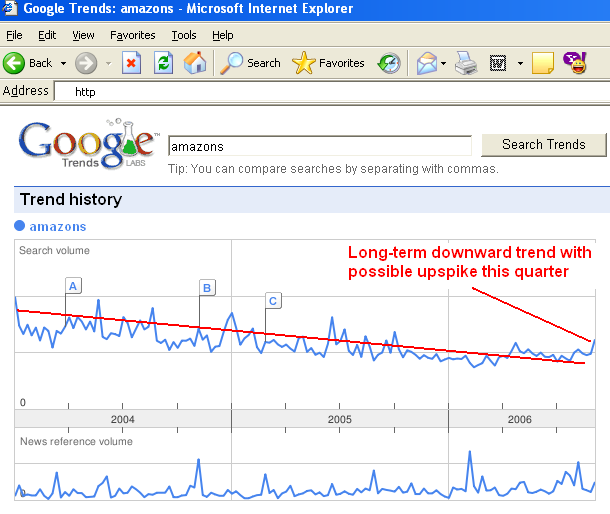 Google Trends: amazons - Microsoft Internet Explorer
File Edit View Favorites Tools Help
Back Search Favorites
Address http
Google™
Trends LABS
amazons
Search Trends
Tip: You can compare searches by separating with commas.
Trend history
amazons
Search volume
Long-term downward trend with
possible upspike this quarter
A
B
C
0
2004 2005 2006
News reference volume
0